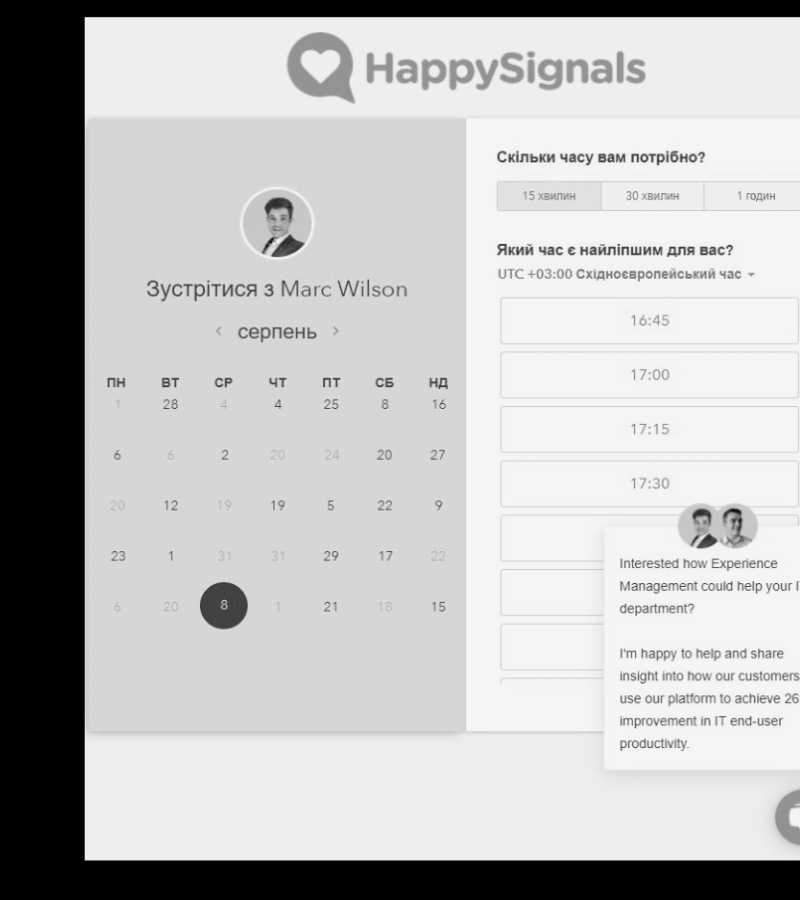 HappySignals
Зустрітися з Marc Wilson
серпень
ПН ВТ СР ЧТ ПТ СБ НД
1 28 4 4 25 8 16
6 6 2 20 24 20 27
20 12 19 19 5 22 9
23 1 31 31 29 17 22
6 20 8 1 21 18 15
Скільки часу вам потрібно?
15 хвилин 30 хвилин 1 годин
Який час є найліпшим для вас?
UTC +03:00 Східноєвропейський час
16:45
17:00
17:15
17:30
Interested how Experience
Management could help your
department?
I'm happy to help and share
insight into how our customers
use our platform to achieve 26
improvement in IT end-user
productivity.